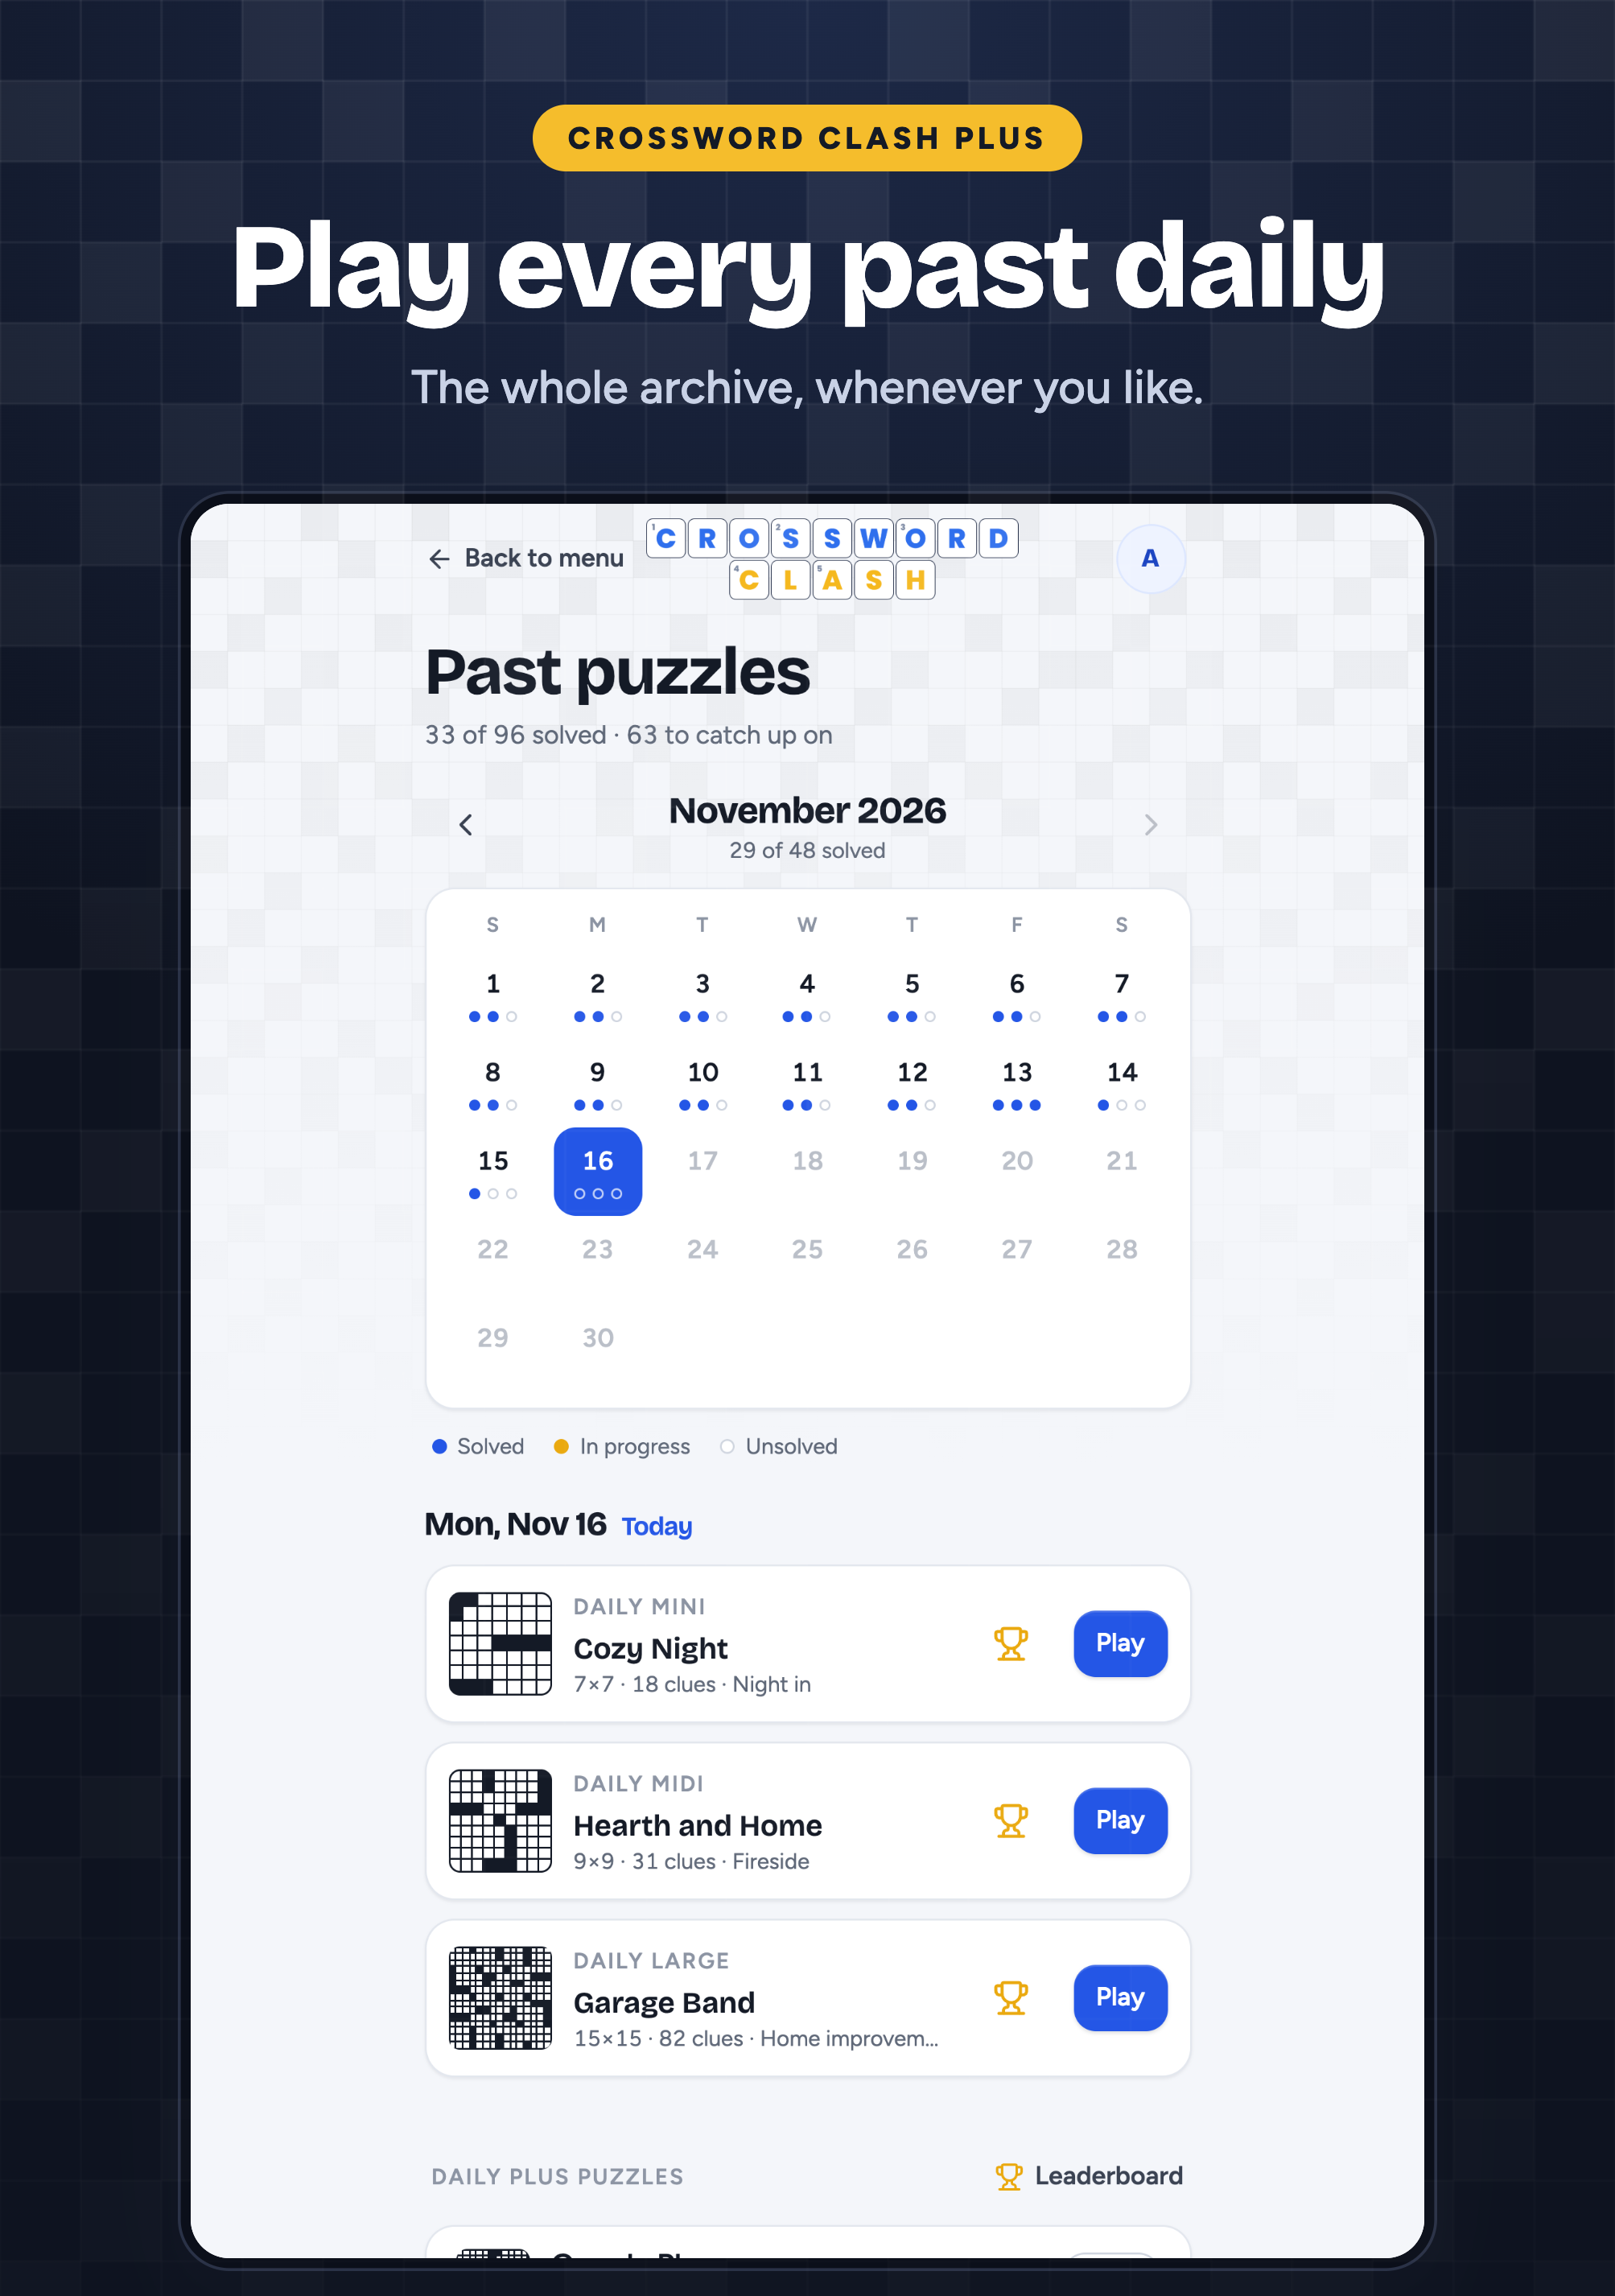 CROSSWORD CLASH PLUS
Play every past daily
The whole archive, whenever you like.
Back to menu
1 C R O 2 S S W 3 O R D
4 C L 5 A S H
A
Past puzzles
33 of 96 solved · 63 to catch up on
November 2026
29 of 48 solved
S M T W T F S
1 2 3 4 5 6 7
8 9 10 11 12 13 14
15 16 17 18 19 20 21
22 23 24 25 26 27 28
29 30
Solved In progress Unsolved
Mon, Nov 16 Today
DAILY MINI
Cozy Night
7×7 · 18 clues · Night in
Play
DAILY MIDI
Hearth and Home
9×9 · 31 clues · Fireside
Play
DAILY LARGE
Garage Band
15×15 · 82 clues · Home improvem...
Play
DAILY PLUS PUZZLES
Leaderboard